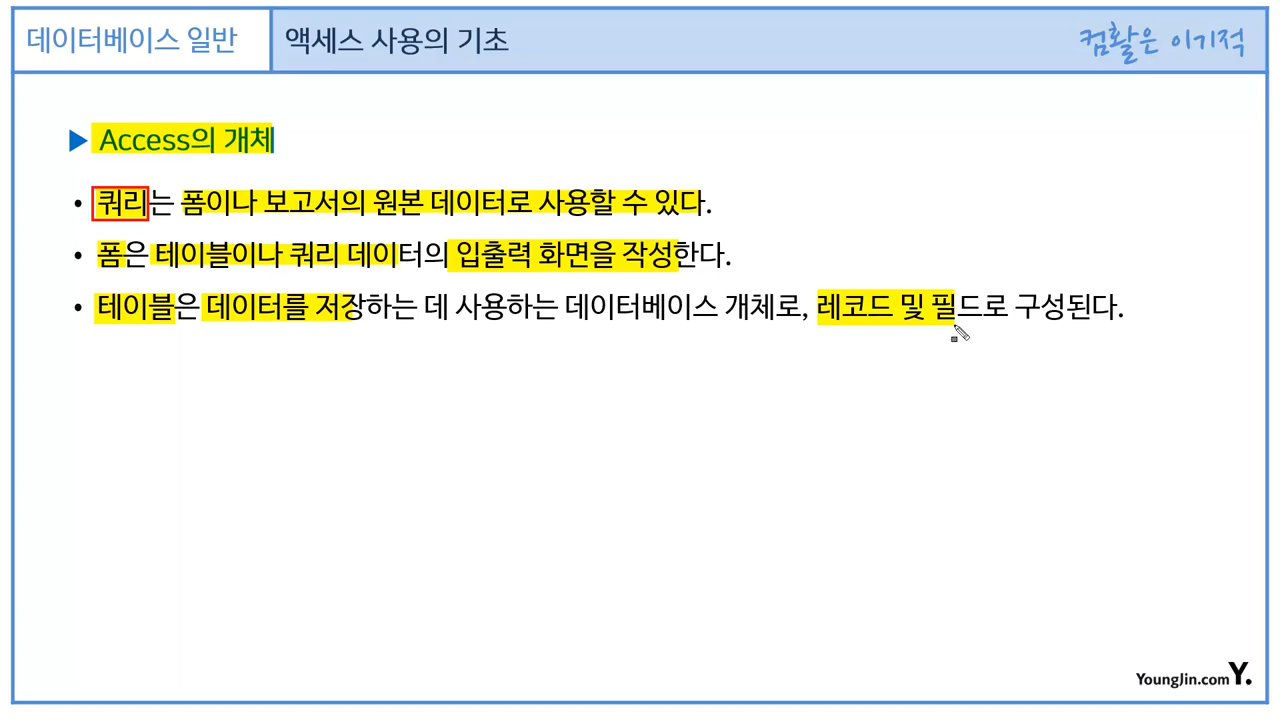 데이터베이스 일반
액세스 사용의 기초
컴활은 이기적
▶ Access의 개체
• 쿼리는 폼이나 보고서의 원본 데이터로 사용할 수 있다.
• 폼은 테이블이나 쿼리 데이터의 입출력 화면을 작성한다.
• 테이블은 데이터를 저장하는 데 사용하는 데이터베이스 개체로, 레코드 및 필드로 구성된다.
YoungJin.com Y.